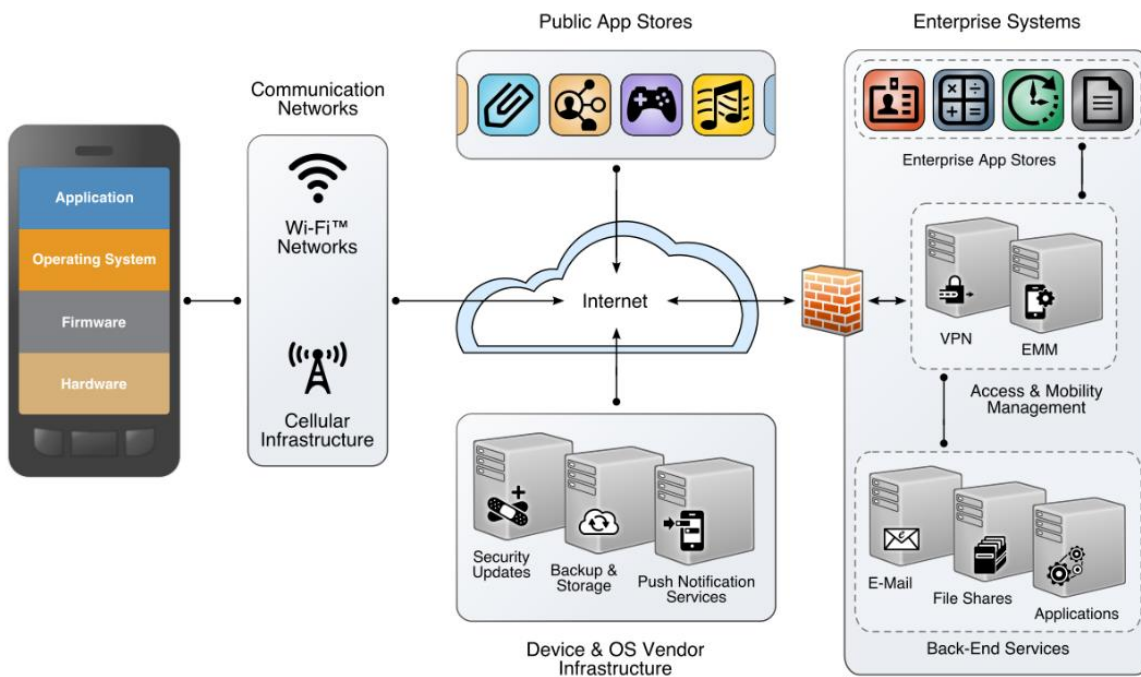 Public App Stores
Enterprise Systems
Communication
Networks
Application
Operating System
Firmware
Hardware
Wi-Fi™
Networks
Cellular
Infrastructure
Internet
Enterprise App Stores
VPN
EMM
Access & Mobility
Management
Security
Updates
Backup &
Storage
Push Notification
Services
Device & OS Vendor
Infrastructure
E-Mail
File Shares
Applications
Back-End Services